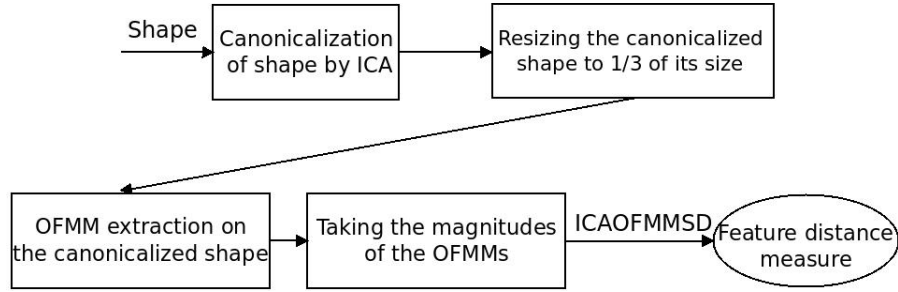 Shape
Canonicalization
of shape by ICA
Resizing the canonicalized
shape to 1/3 of its size
OFMM extraction on
the canonicalized shape
Taking the magnitudes
of the OFMMs
ICAOFMMSD
Feature distance
measure